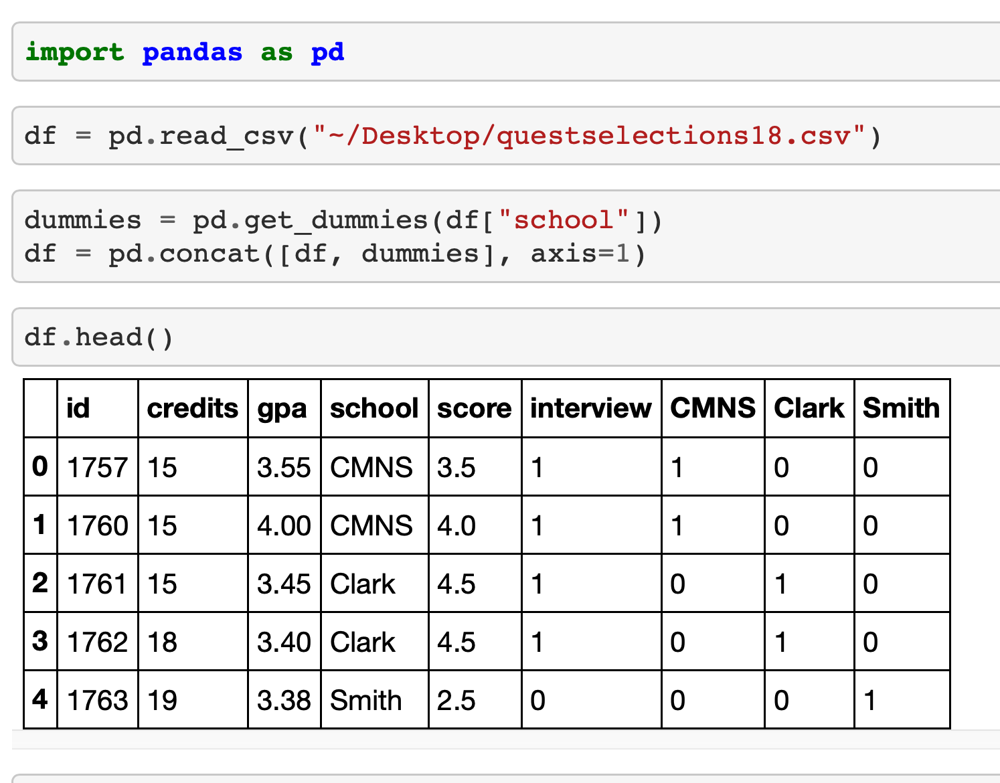 import pandas as pd
df = pd.read_csv("~/Desktop/questselections18.csv")
dummies = pd.get_dummies(df["school"])
df = pd.concat([df, dummies], axis=1)
df.head()
id credits gpa school score interview CMNS Clark Smith
0 1757 15 3.55 CMNS 3.5 1 1 0 0
1 1760 15 4.00 CMNS 4.0 1 1 0 0
2 1761 15 3.45 Clark 4.5 1 0 1 0
3 1762 18 3.40 Clark 4.5 1 0 1 0
4 1763 19 3.38 Smith 2.5 0 0 0 1